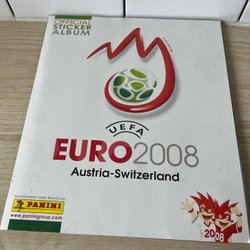 OFFICIAL
STICKER
ALBUM
UEFA
EURO2008
Austria-Switzerland
PANINI
www.paninigroup.com
2008